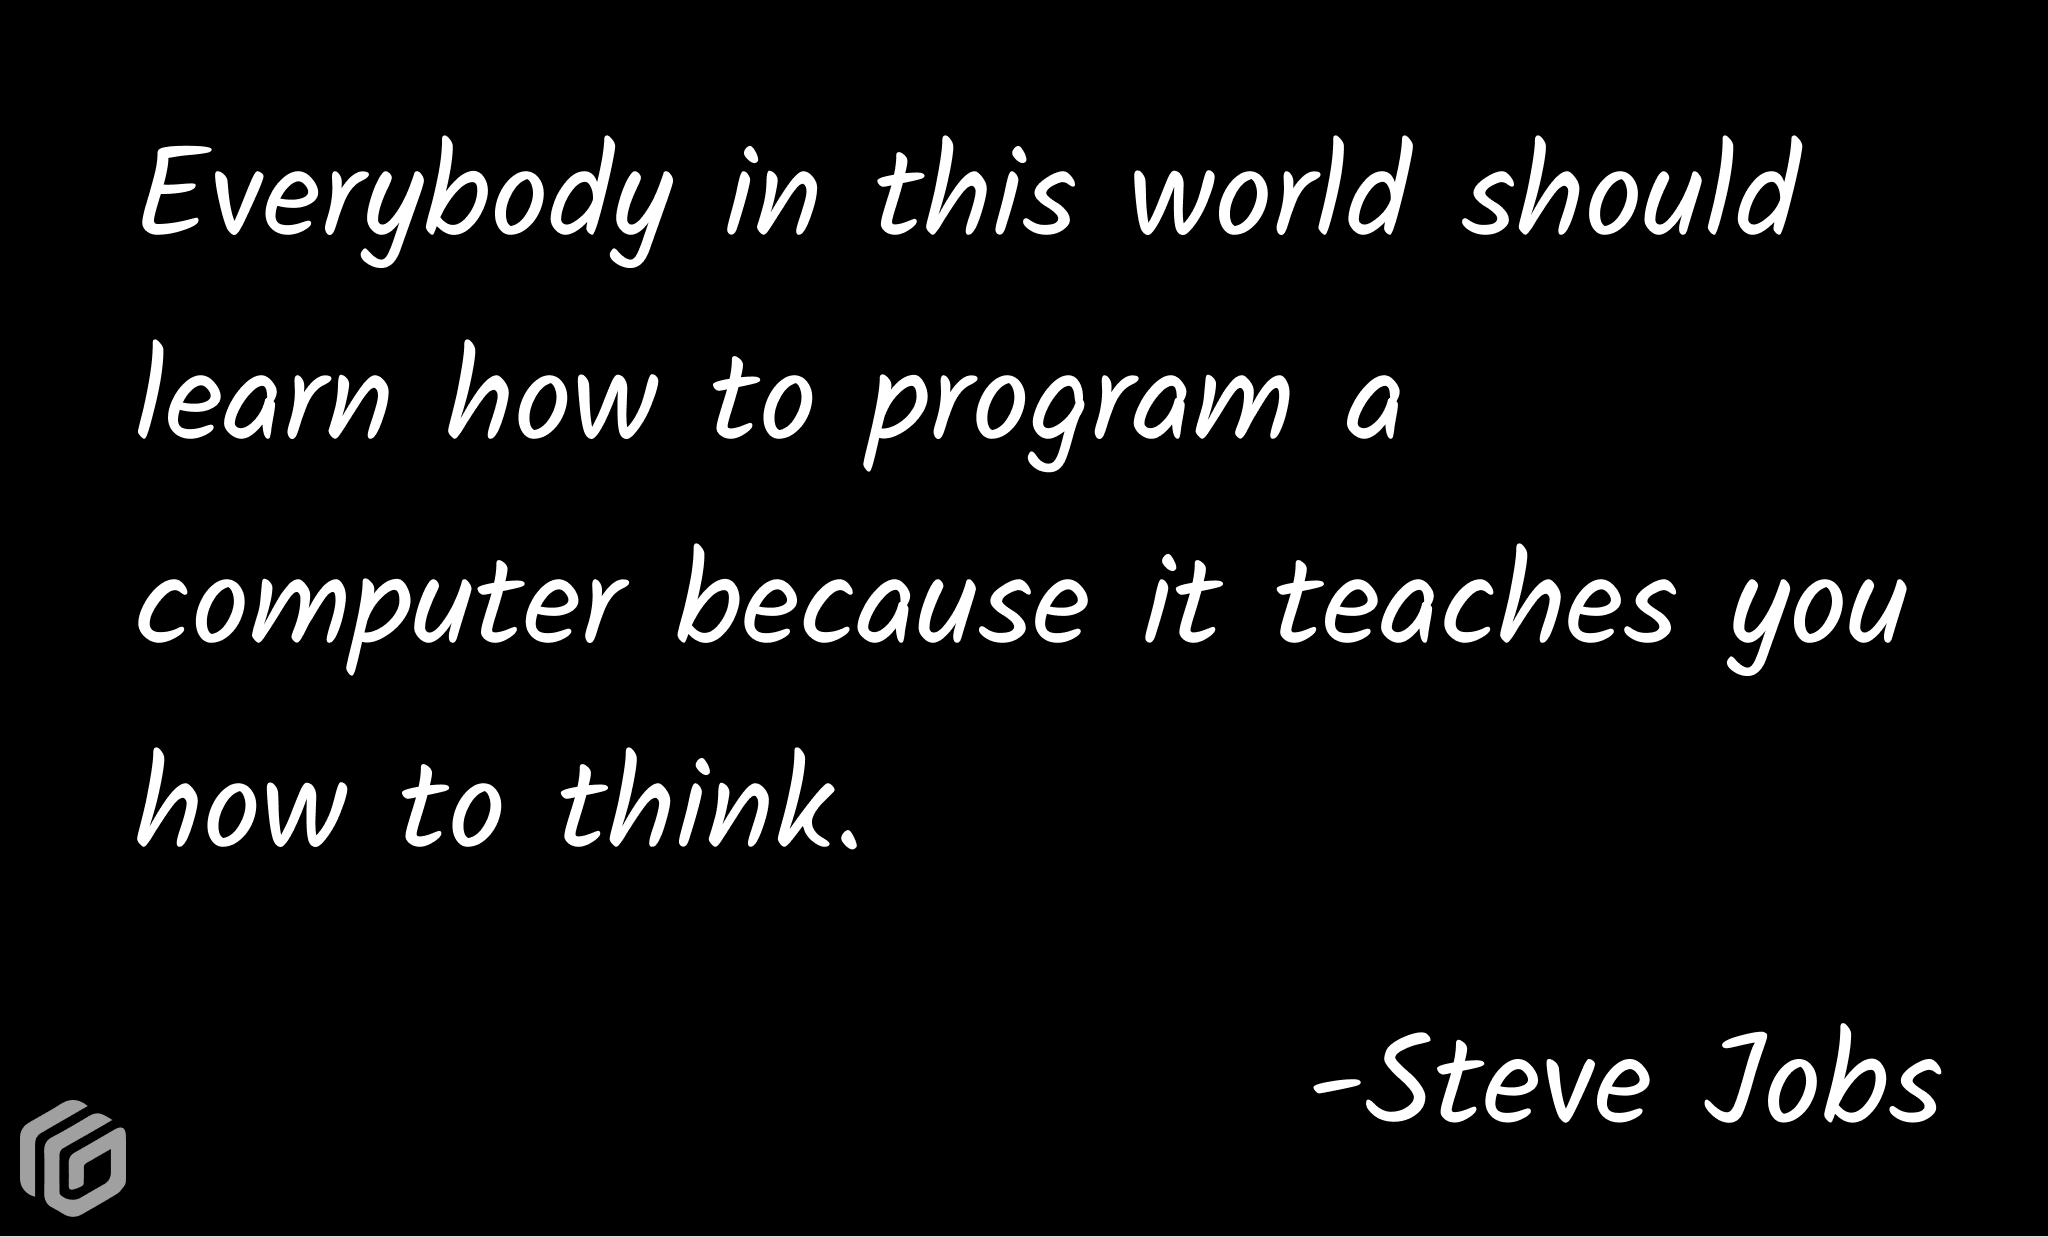 Everybody in this world should
learn how to program a
computer because it teaches you
how to think.
-Steve Jobs